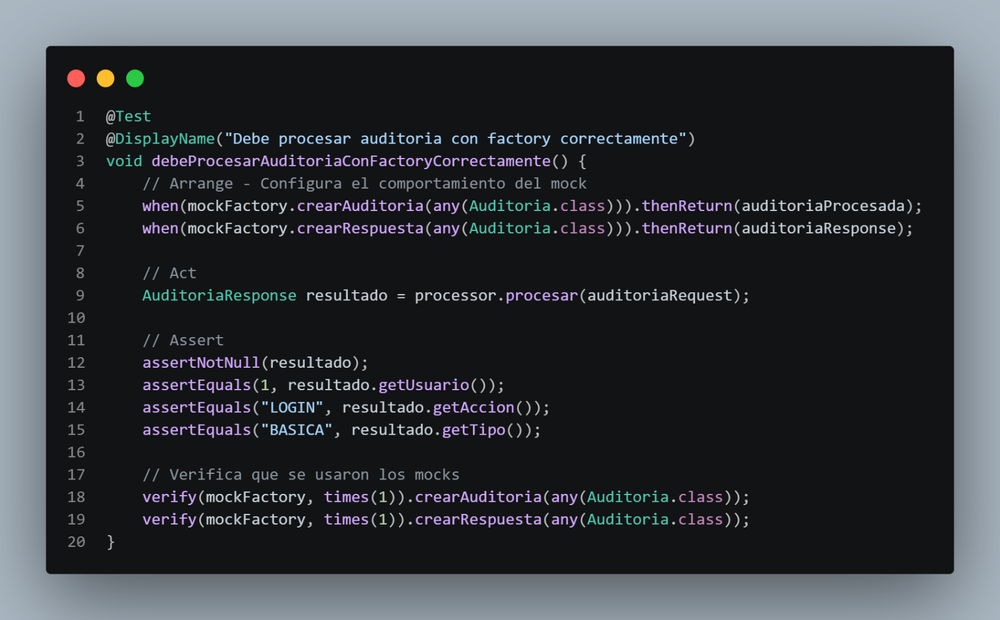 1 @Test
2 @DisplayName("Debe procesar auditoria con factory correctamente")
3 void debeProcesarAuditoriaConFactoryCorrectamente() {
4     // Arrange - Configura el comportamiento del mock
5     when(mockFactory.crearAuditoria(any(Auditoria.class))).thenReturn(auditoriaProcesada);
6     when(mockFactory.crearRespuesta(any(Auditoria.class))).thenReturn(auditoriaResponse);
7
8     // Act
9     AuditoriaResponse resultado = processor.procesar(auditoriaRequest);
10
11     // Assert
12     assertNotNull(resultado);
13     assertEquals(1, resultado.getUsuario());
14     assertEquals("LOGIN", resultado.getAccion());
15     assertEquals("BASICA", resultado.getTipo());
16
17     // Verifica que se usaron los mocks
18     verify(mockFactory, times(1)).crearAuditoria(any(Auditoria.class));
19     verify(mockFactory, times(1)).crearRespuesta(any(Auditoria.class));
20 }